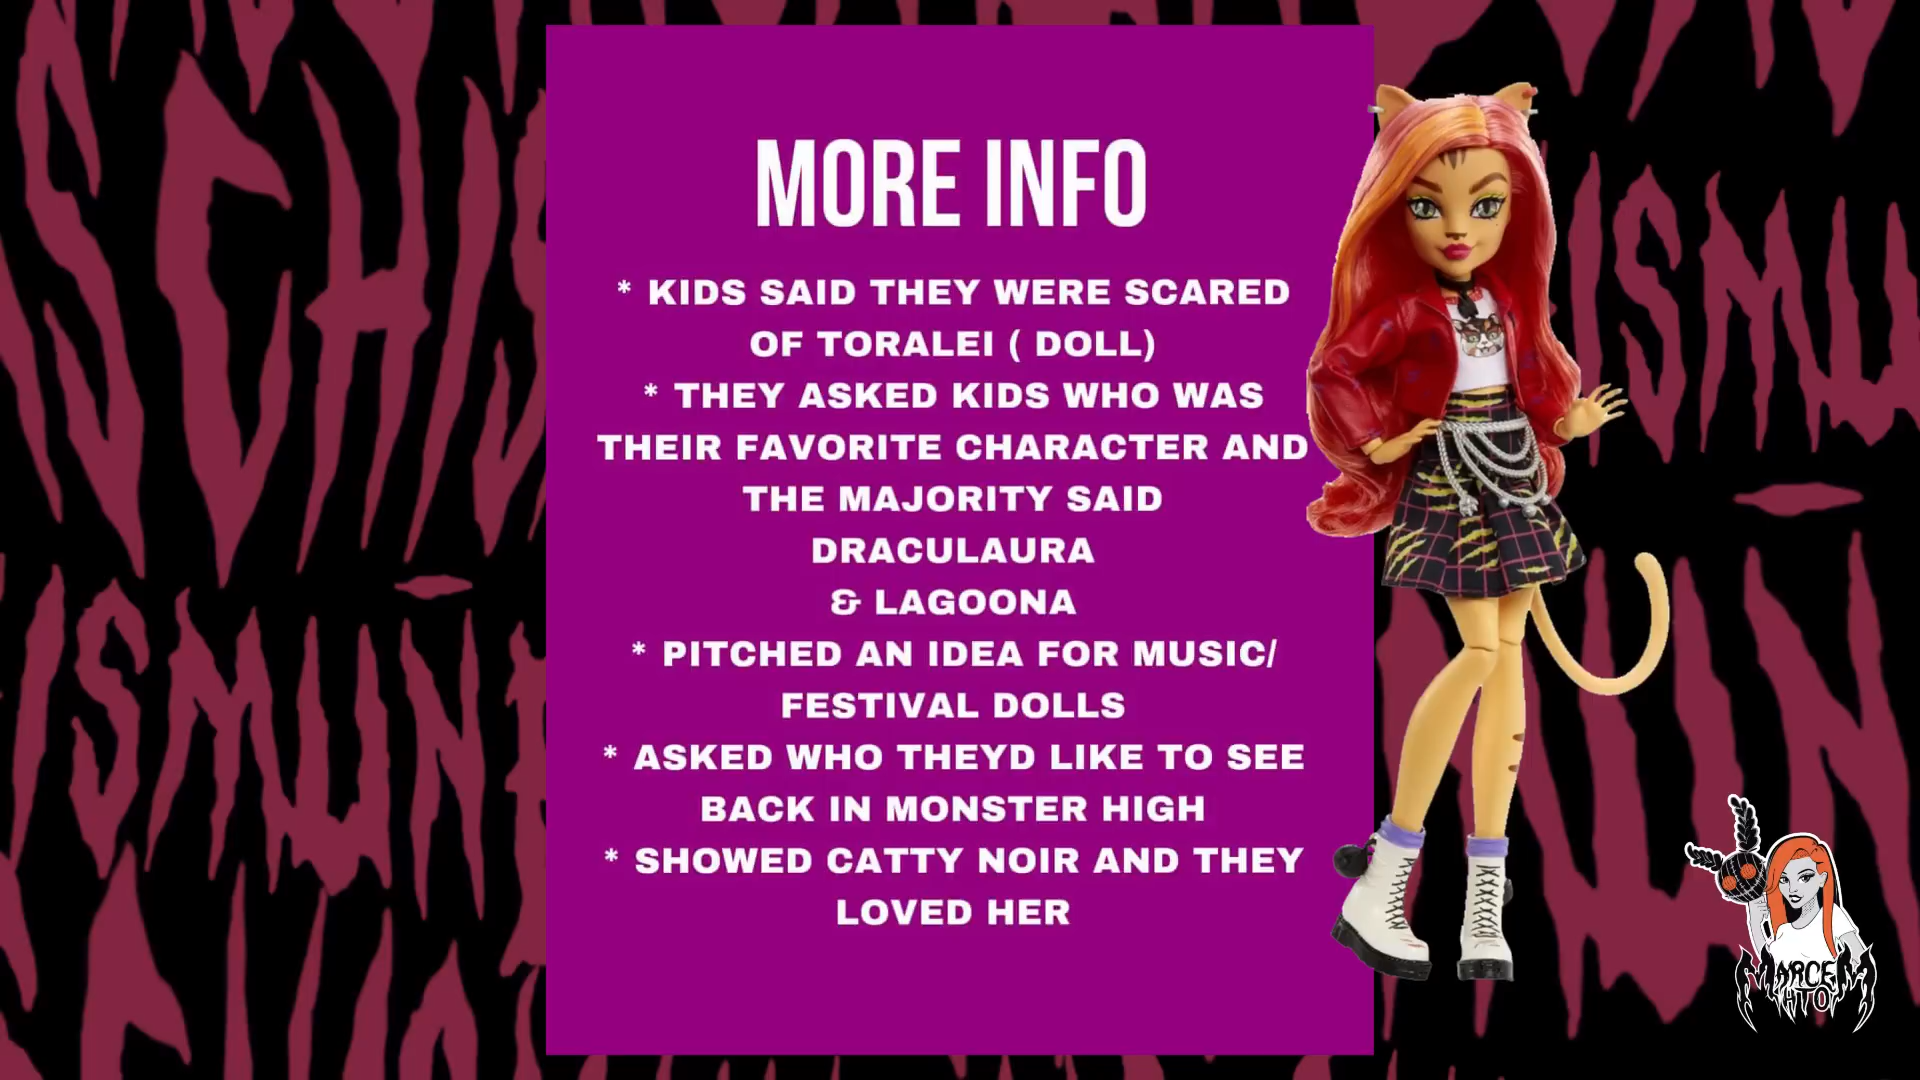 MORE INFO
* KIDS SAID THEY WERE SCARED
OF TORALEI ( DOLL)
* THEY ASKED KIDS WHO WAS
THEIR FAVORITE CHARACTER AND
THE MAJORITY SAID
DRACULAURA
& LAGOONA
* PITCHED AN IDEA FOR MUSIC/
FESTIVAL DOLLS
* ASKED WHO THEYD LIKE TO SEE
BACK IN MONSTER HIGH
* SHOWED CATTY NOIR AND THEY
LOVED HER